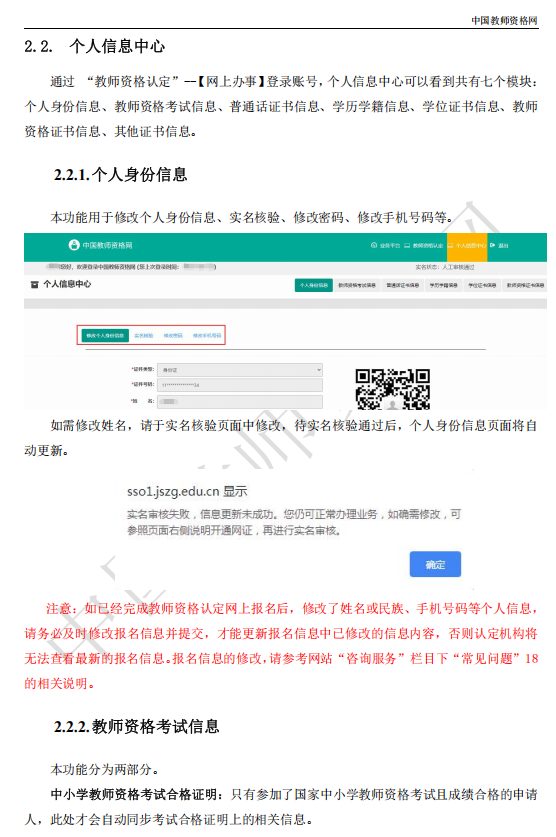 中国教师资格网
2.2. 个人信息中心
通过 “教师资格认定”--【网上办事】登录账号，个人信息中心可以看到共有七个模块：
个人身份信息、教师资格考试信息、普通话证书信息、学历学籍信息、学位证书信息、教师
资格证书信息、其他证书信息。
2.2.1.个人身份信息
本功能用于修改个人身份信息、实名核验、修改密码、修改手机号码等。
中国教师资格网 业务平台 教师资格认定 个人信息中心 退出
您好，欢迎登录中国教师资格网 (您上次登录时间： 实名状态：人工审核通过
个人信息中心 个人身份信息 教师资格考试信息 普通话证书信息 学历学籍信息 学位证书信息 教师资格证书信息
修改个人身份信息 实名核验 修改密码 修改手机号码
*证件类型： 身份证
*证件号码：
*姓 名：
如需修改姓名，请于实名核验页面中修改，待实名核验通过后，个人身份信息页面将自
动更新。
sso1.jszg.edu.cn 显示
实名审核失败，信息更新未成功。您仍可正常办理业务，如确需修改，可
参照页面右侧说明开通网证，再进行实名审核。
确定
注意：如已经完成教师资格认定网上报名后，修改了姓名或民族、手机号码等个人信息，
请务必及时修改报名信息并提交，才能更新报名信息中已修改的信息内容，否则认定机构将
无法查看最新的报名信息。报名信息的修改，请参考网站“咨询服务”栏目下“常见问题”18
的相关说明。
2.2.2.教师资格考试信息
本功能分为两部分。
中小学教师资格考试合格证明：只有参加了国家中小学教师资格考试且成绩合格的申请
人，此处才会自动同步考试合格证明上的相关信息。